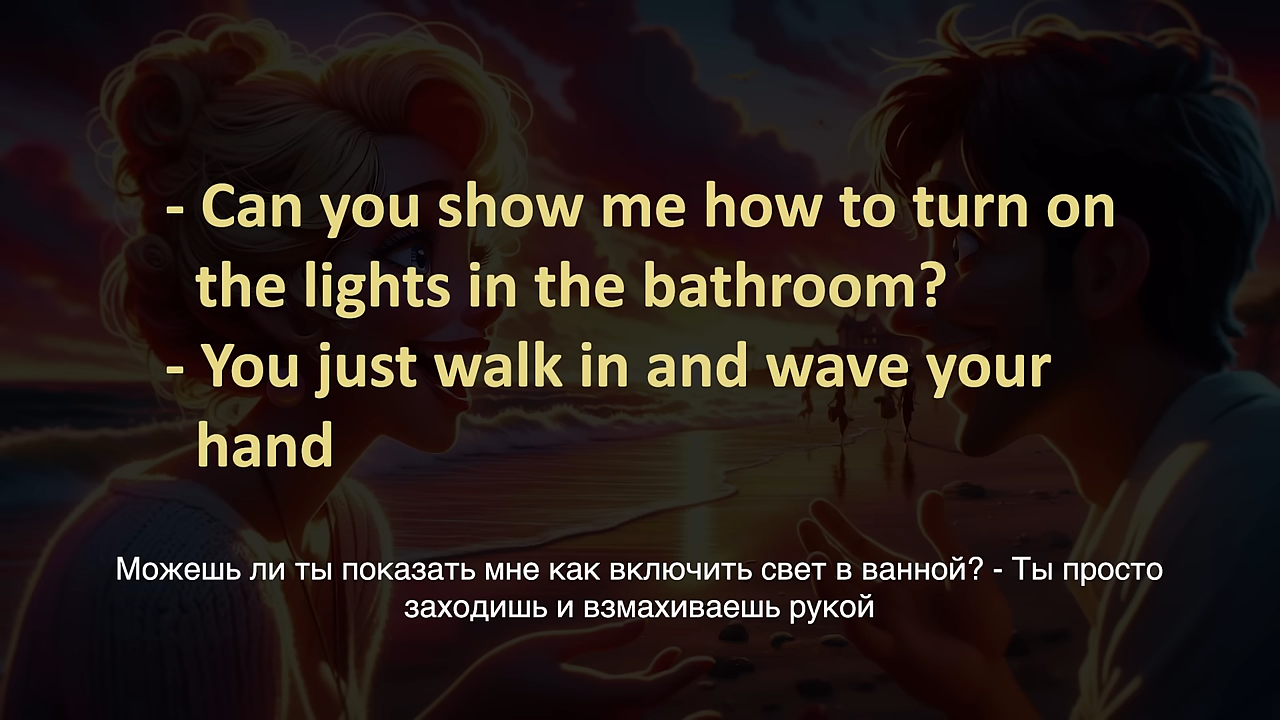 - Can you show me how to turn on
the lights in the bathroom?
- You just walk in and wave your
hand
Можешь ли ты показать мне как включить свет в ванной? - Ты просто
заходишь и взмахиваешь рукой